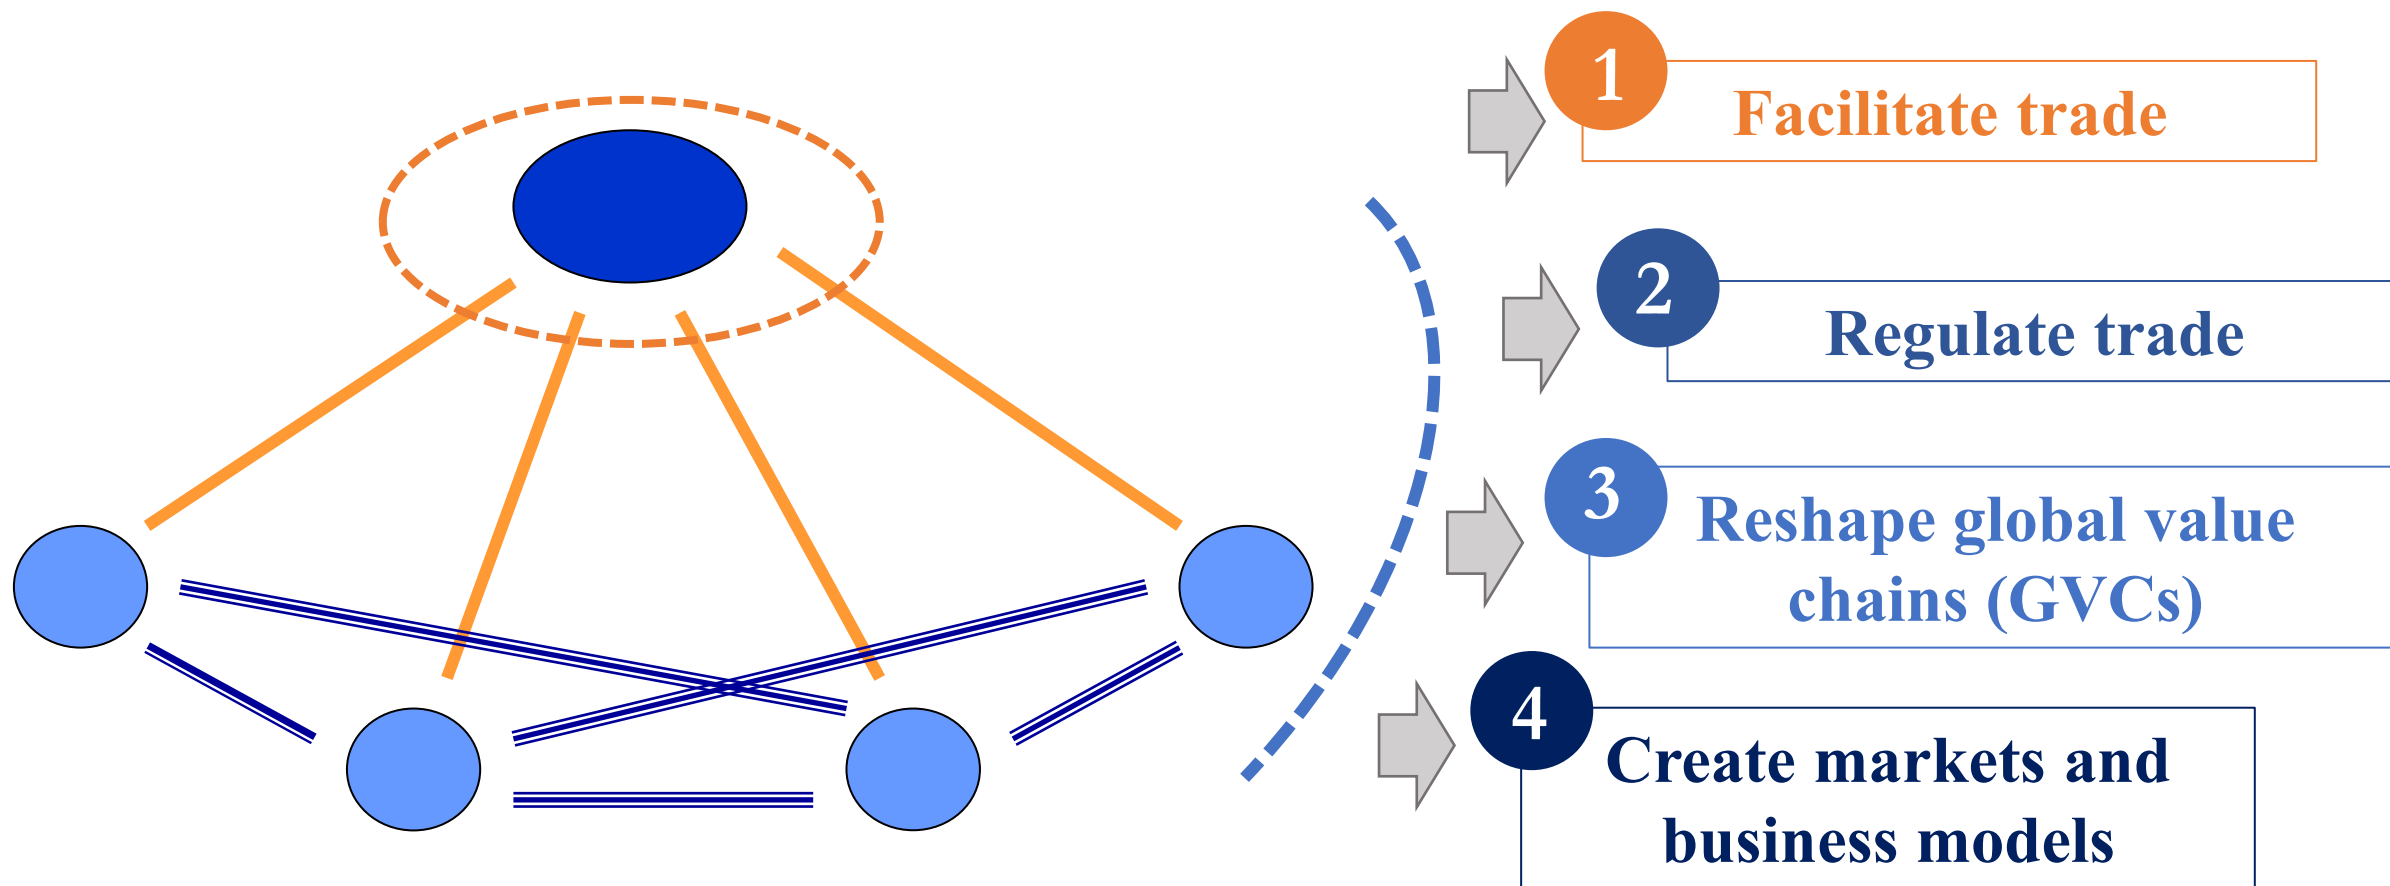 1
Facilitate trade
2
Regulate trade
3
Reshape global value
chains (GVCs)
4
Create markets and
business models